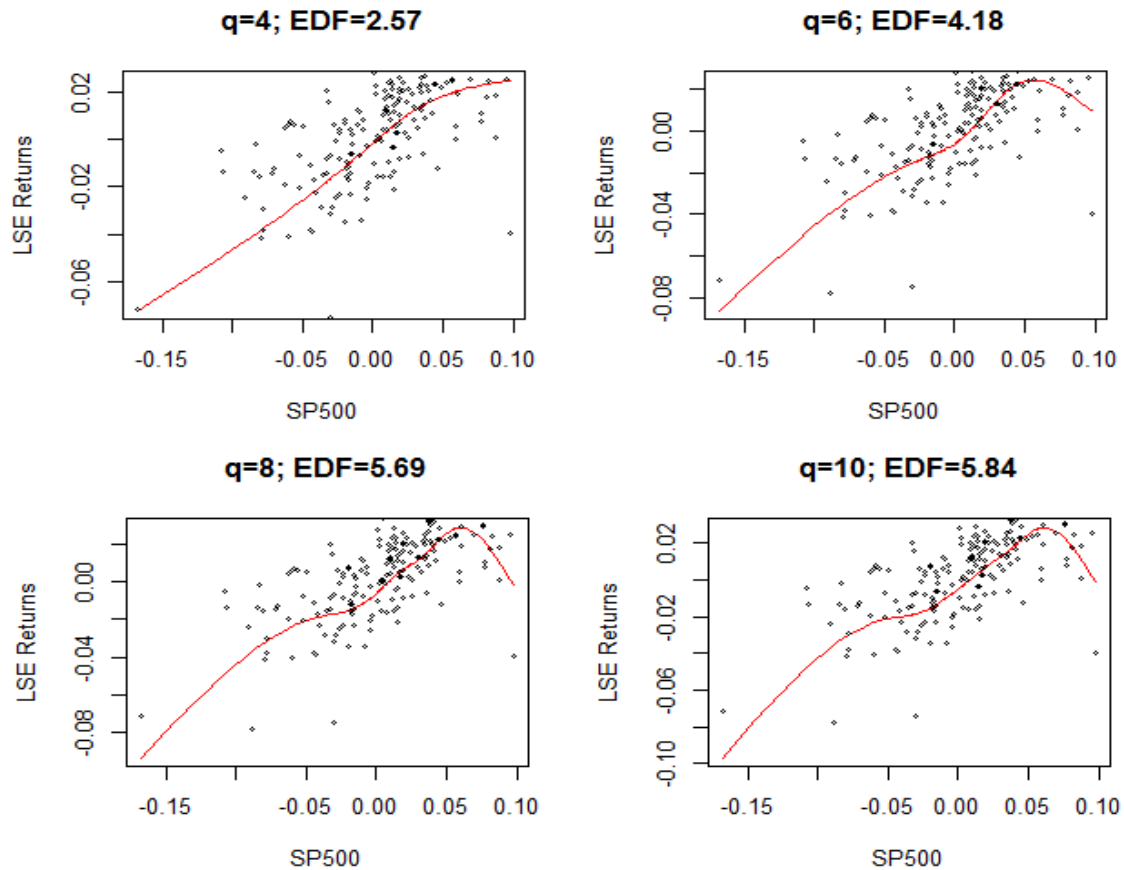 q=4; EDF=2.57
LSE Returns
0.02
-0.02
-0.06
-0.15
-0.05
0.00
0.05
0.10
SP500
q=6; EDF=4.18
LSE Returns
0.00
-0.04
-0.08
-0.15
-0.05
0.00
0.05
0.10
SP500
q=8; EDF=5.69
LSE Returns
0.00
-0.04
-0.08
-0.15
-0.05
0.00
0.05
0.10
SP500
q=10; EDF=5.84
LSE Returns
0.02
-0.02
-0.06
-0.10
-0.15
-0.05
0.00
0.05
0.10
SP500